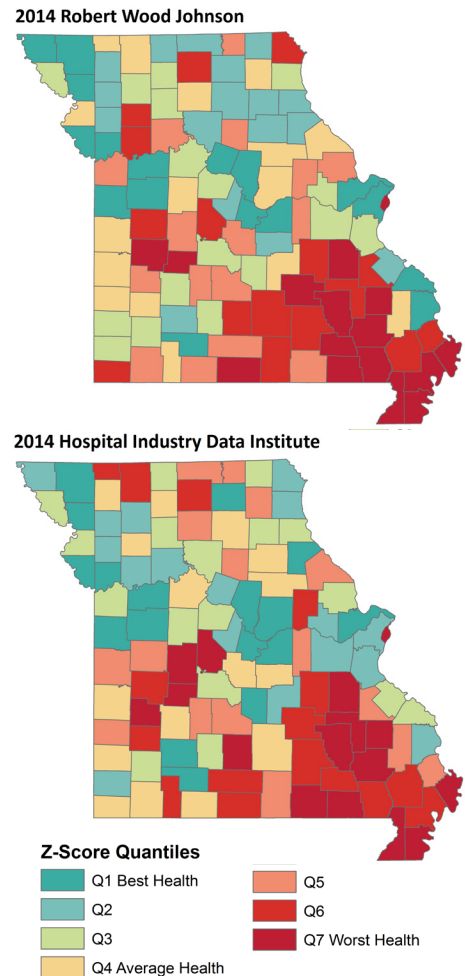 2014 Robert Wood Johnson
2014 Hospital Industry Data Institute
Z-Score Quantiles
Q1 Best Health
Q2
Q3
Q4 Average Health
Q5
Q6
Q7 Worst Health